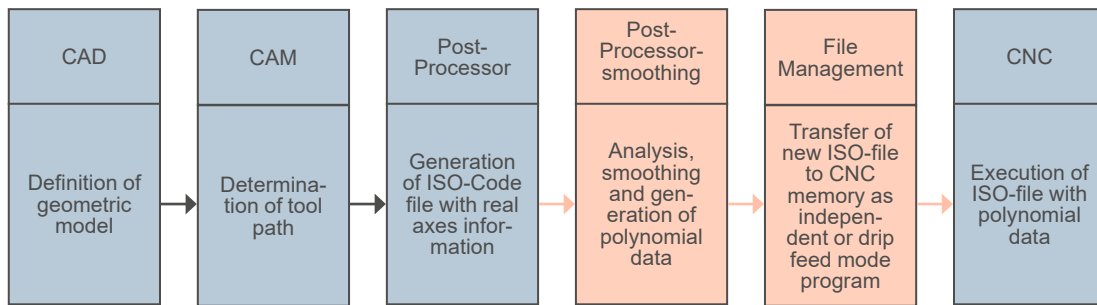 CAD
Definition of
geometric
model
CAM
Determina-
tion of tool
path
Post-
Processor
Generation
of ISO-Code
file with real
axes infor-
mation
Post-
Processor-
smoothing
Analysis,
smoothing
and gen-
eration of
polynomial
data
File
Management
Transfer of
new ISO-file
to CNC
memory as
indepen-
dent or drip
feed mode
program
CNC
Execution of
ISO-file with
polynomial
data